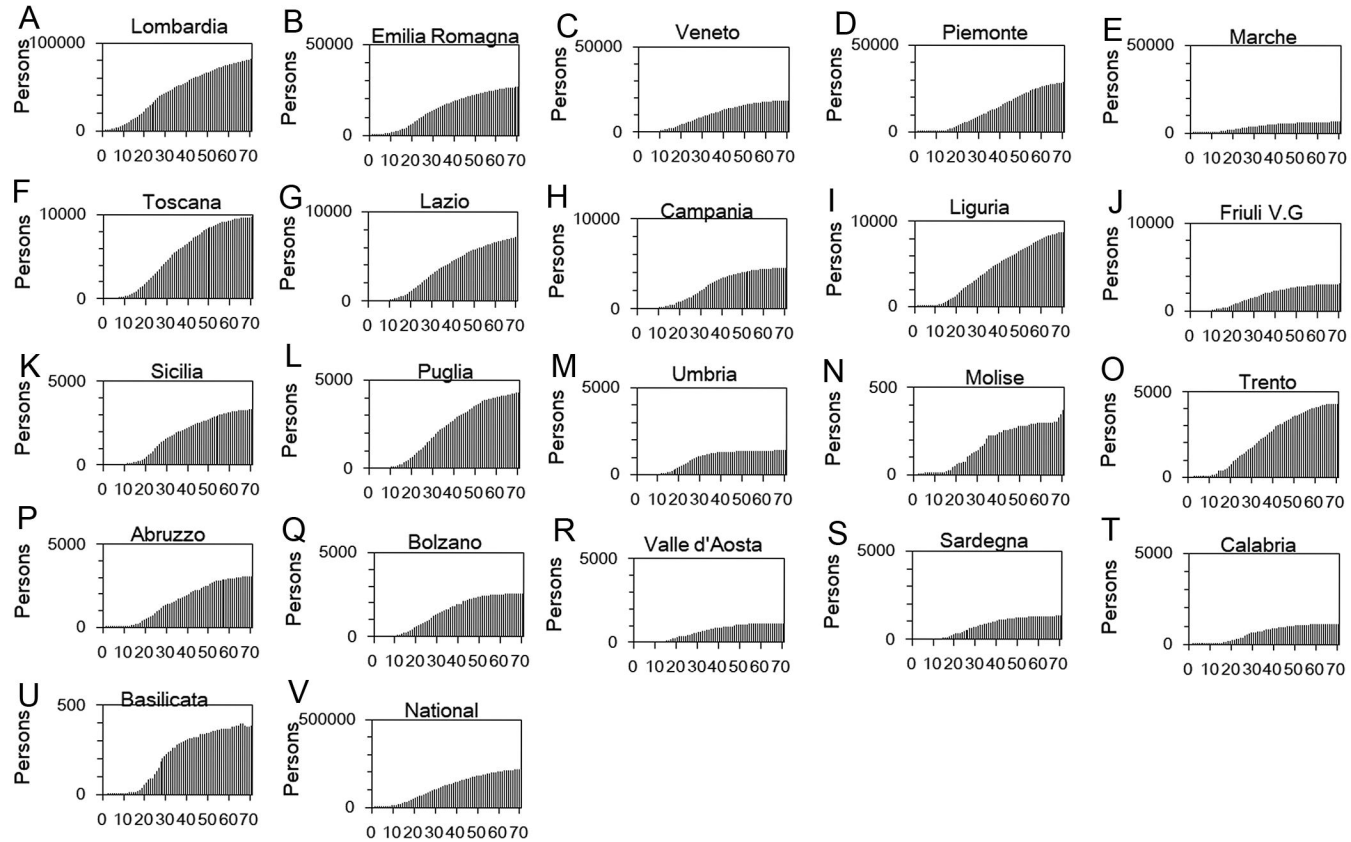 A Lombardia
100000
Persons
0
0 10 20 30 40 50 60 70
B Emilia Romagna
50000
Persons
0
0 10 20 30 40 50 60 70
C Veneto
50000
Persons
0
0 10 20 30 40 50 60 70
D Piemonte
50000
Persons
0
0 10 20 30 40 50 60 70
E Marche
50000
Persons
0
0 10 20 30 40 50 60 70
F Toscana
10000
Persons
0
0 10 20 30 40 50 60 70
G Lazio
10000
Persons
0
0 10 20 30 40 50 60 70
H Campania
10000
Persons
0
0 10 20 30 40 50 60 70
I Liguria
10000
Persons
0
0 10 20 30 40 50 60 70
J Friuli V.G
10000
Persons
0
0 10 20 30 40 50 60 70
K Sicilia
5000
Persons
0
0 10 20 30 40 50 60 70
L Puglia
5000
Persons
0
0 10 20 30 40 50 60 70
M Umbria
5000
Persons
0
0 10 20 30 40 50 60 70
N Molise
500
Persons
0
0 10 20 30 40 50 60 70
O Trento
5000
Persons
0
0 10 20 30 40 50 60 70
P Abruzzo
5000
Persons
0
0 10 20 30 40 50 60 70
Q Bolzano
5000
Persons
0
0 10 20 30 40 50 60 70
R Valle d'Aosta
5000
Persons
0
0 10 20 30 40 50 60 70
S Sardegna
5000
Persons
0
0 10 20 30 40 50 60 70
T Calabria
5000
Persons
0
0 10 20 30 40 50 60 70
U Basilicata
500
Persons
0
0 10 20 30 40 50 60 70
V National
500000
Persons
0
0 10 20 30 40 50 60 70